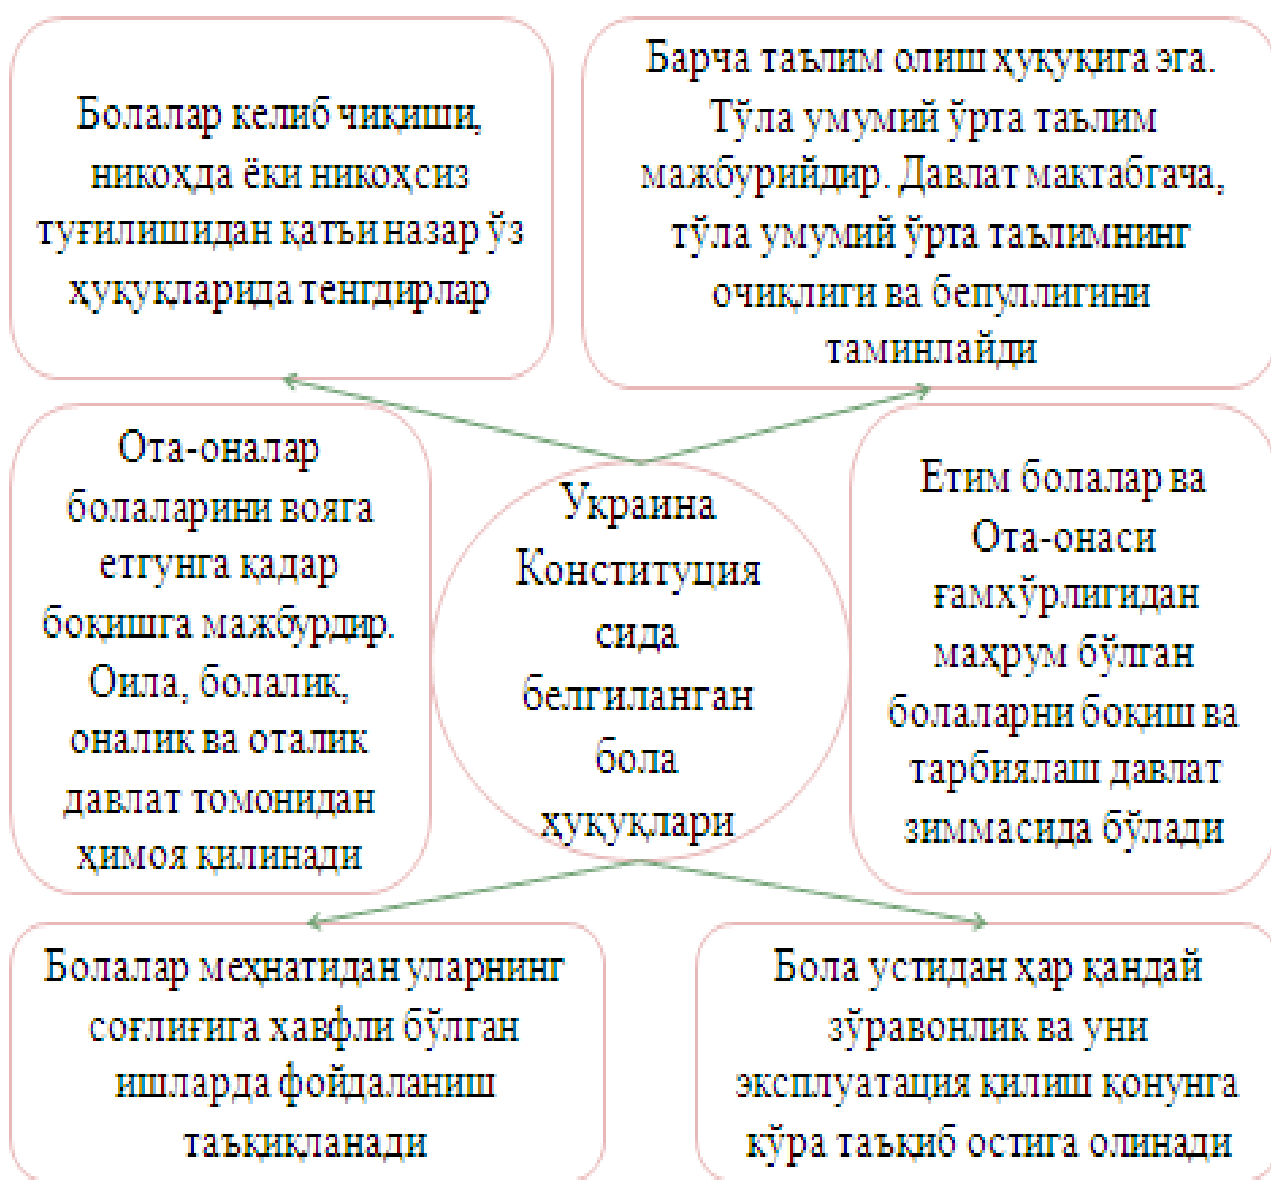 Болалар келиб чиқиши,
никоҳда ёки никоҳсиз
туғилишидан қатъи назар ўз
ҳуқуқларида тенгдирлар
Барча таълим олиш ҳуқуқига эга.
Тўла умумий ўрта таълим
мажбурийдир. Давлат мактабгача,
тўла умумий ўрта таълимнинг
очиқлиги ва бепуллигини
таминлайди
Ота-оналар
болаларини вояга
етгунга қадар
боқишга мажбурдир.
Оила, болалик,
оналик ва оталик
давлат томонидан
ҳимоя қилинади
Украина
Конституция
сида
белгиланган
бола
ҳуқуқлари
Етим болалар ва
Ота-онаси
ғамхўрлигидан
маҳрум бўлган
болаларни боқиш ва
тарбиялаш давлат
зиммасида бўлади
Болалар меҳнатидан уларнинг
соғлиғига хавфли бўлган
ишларда фойдаланиш
таъқиқланади
Бола устидан ҳар қандай
зўравонлик ва уни
эксплуатация қилиш қонунга
кўра таъқиб остига олинади